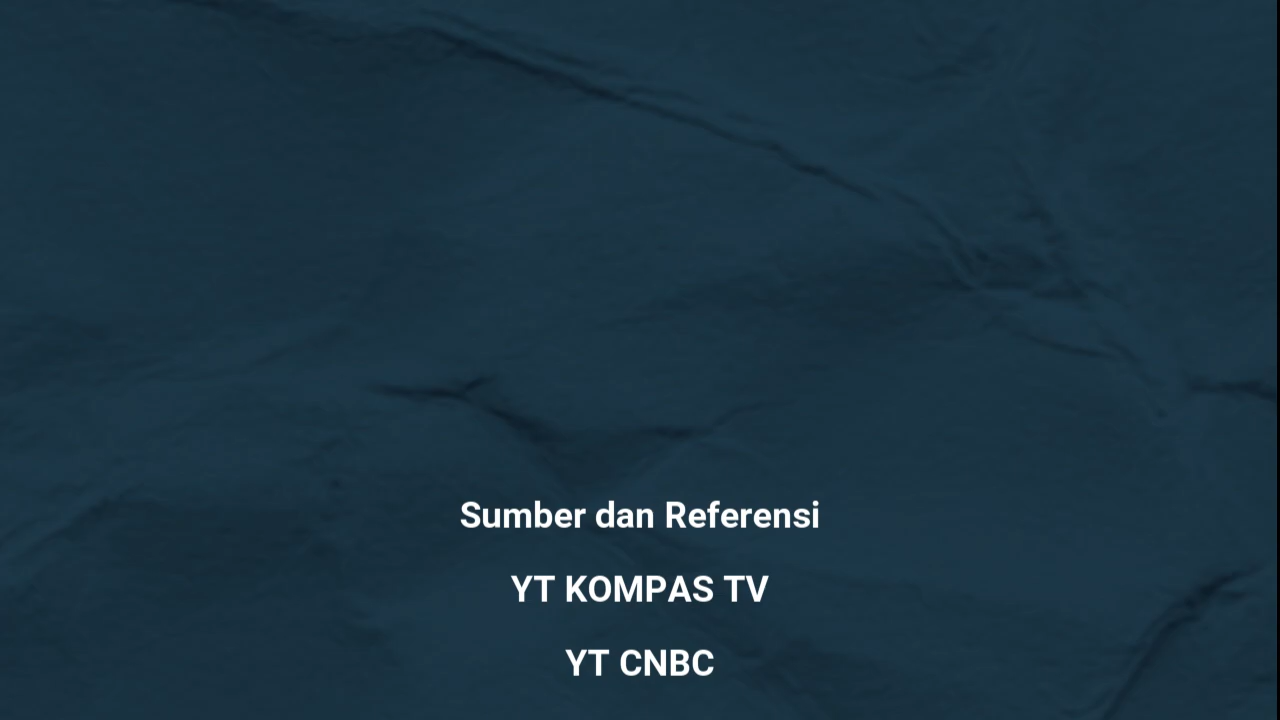 Sumber dan Referensi
YT KOMPAS TV
YT CNBC